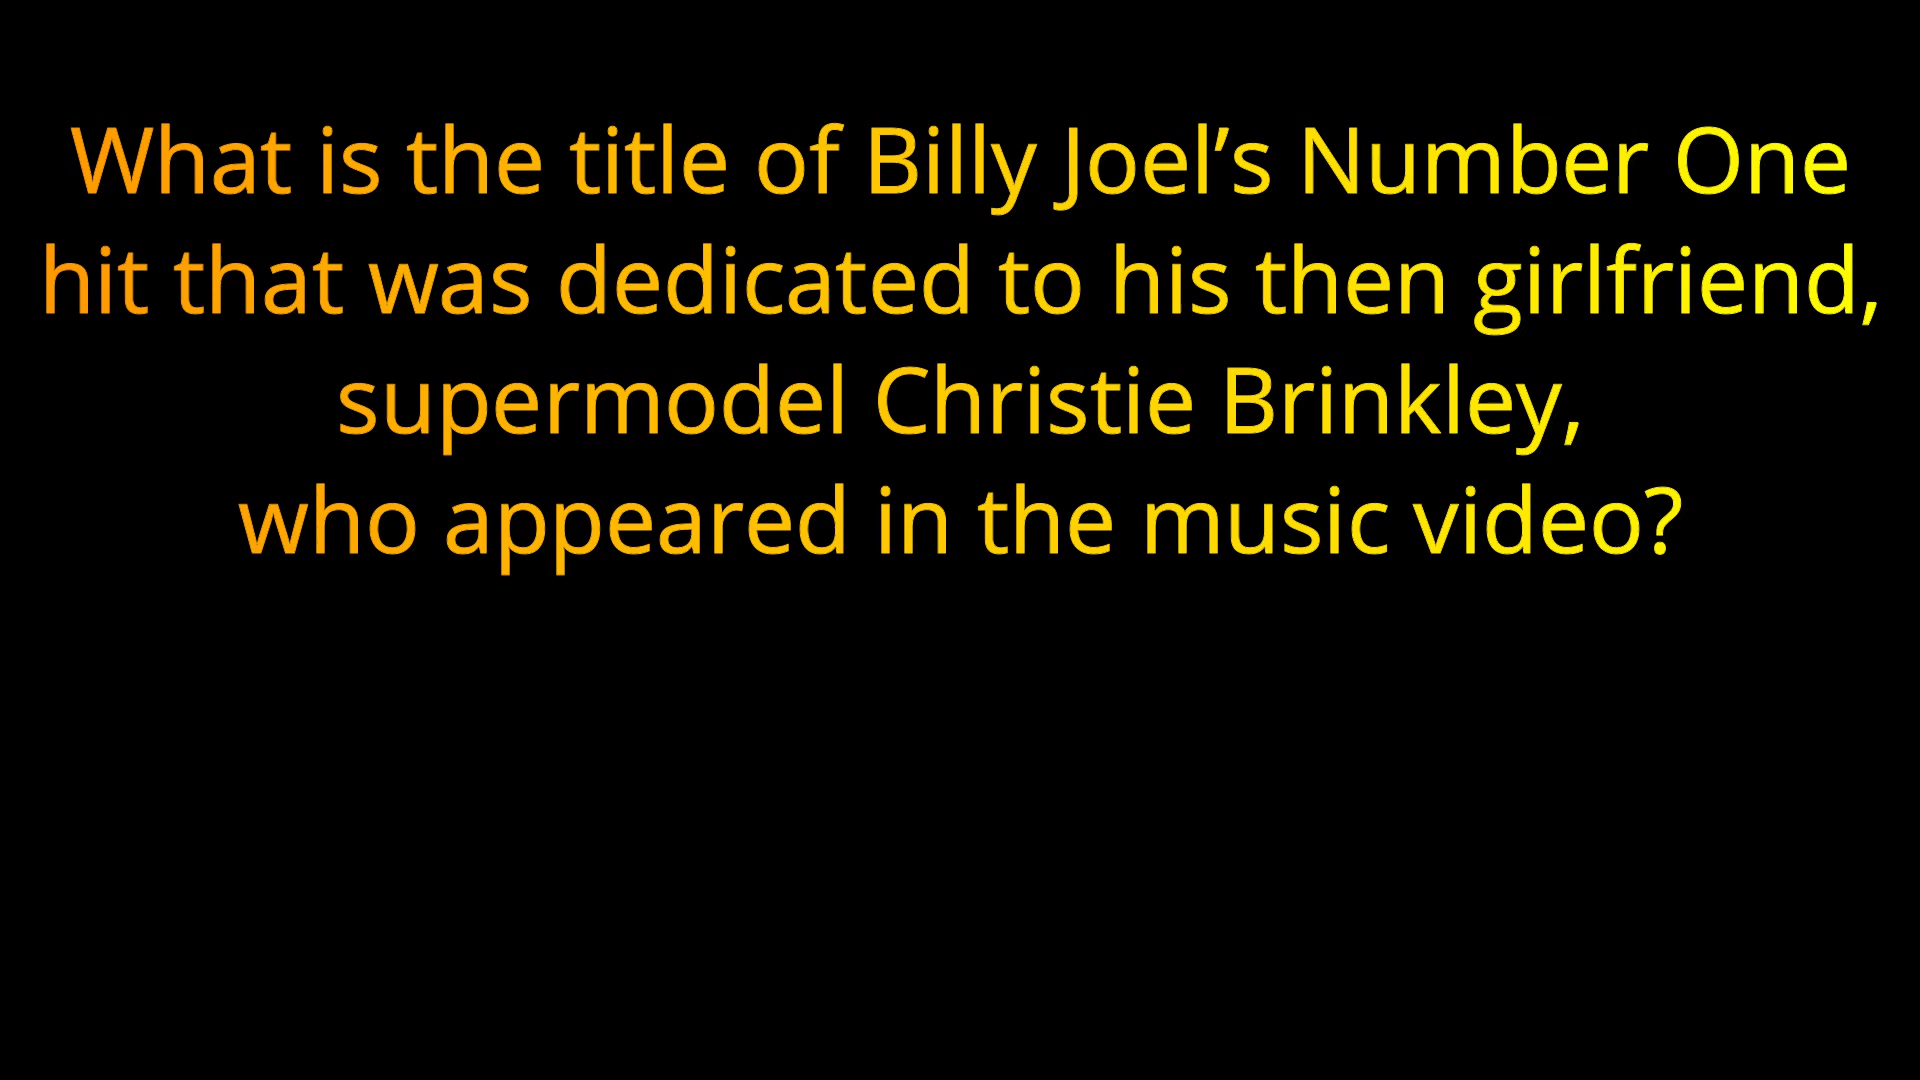 What is the title of Billy Joel’s Number One
hit that was dedicated to his then girlfriend,
supermodel Christie Brinkley,
who appeared in the music video?